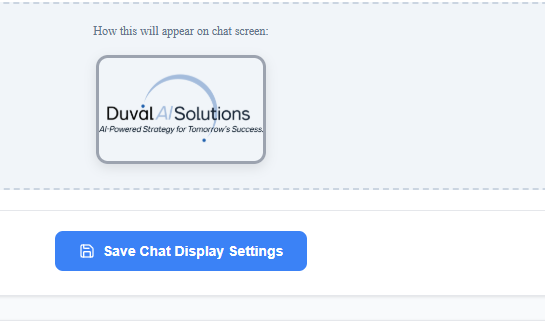 How this will appear on chat screen:
Duval AI Solutions
AI-Powered Strategy for Tomorrow's Success.
Save Chat Display Settings